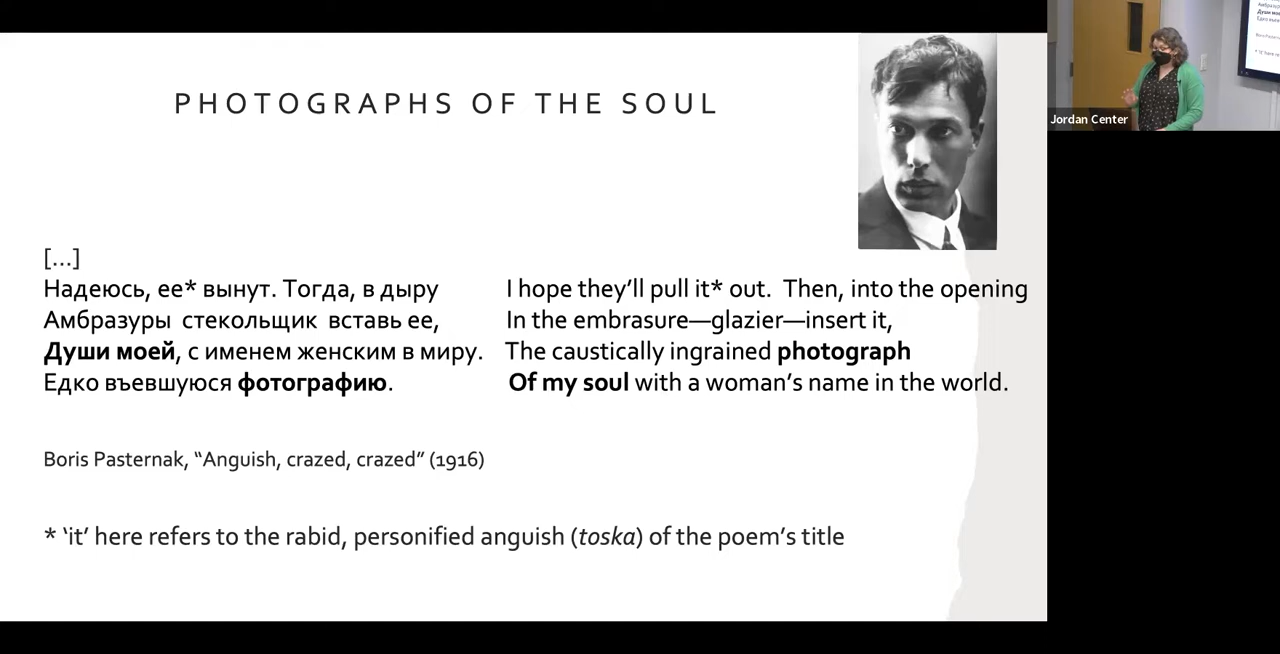 PHOTOGRAPHS OF THE SOUL
[...]
Надеюсь, ее* вынут. Тогда, в дыру
Амбразуры стекольщик вставь ее,
Души моей, с именем женским в миру.
Едко въевшуюся фотографию.
I hope they'll pull it* out. Then, into the opening
In the embrasure—glazier—insert it,
The caustically ingrained photograph
Of my soul with a woman's name in the world.
Boris Pasternak, "Anguish, crazed, crazed" (1916)
* 'it' here refers to the rabid, personified anguish (toska) of the poem's title
Jordan Center